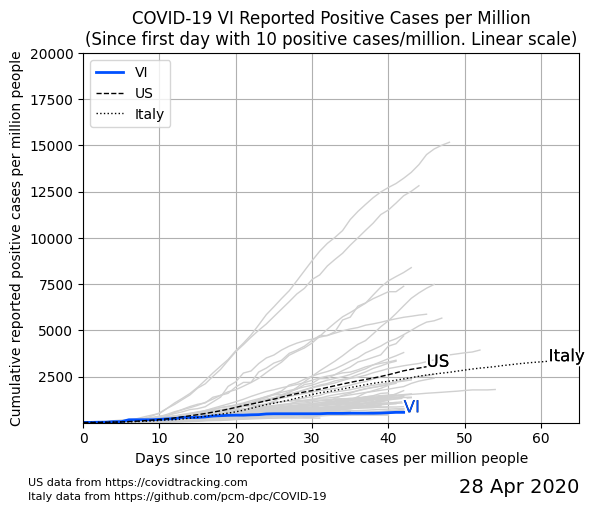 COVID-19 VI Reported Positive Cases per Million
(Since first day with 10 positive cases/million. Linear scale)
Cumulative reported positive cases per million people
20000
17500
15000
12500
10000
7500
5000
2500
VI
US
Italy
US
Italy
VI
0 10 20 30 40 50 60
Days since 10 reported positive cases per million people
US data from https://covidtracking.com
Italy data from https://github.com/pcm-dpc/COVID-19
28 Apr 2020